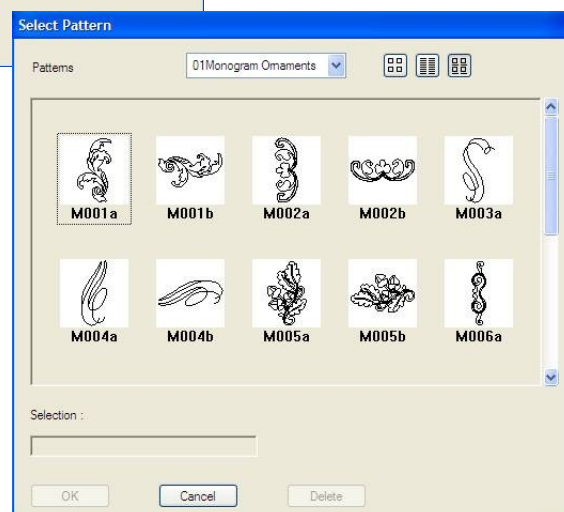 Select Pattern
Patterns 01Monogram Ornaments
M001a M001b M002a M002b M003a
M004a M004b M005a M005b M006a
Selection :
OK Cancel Delete